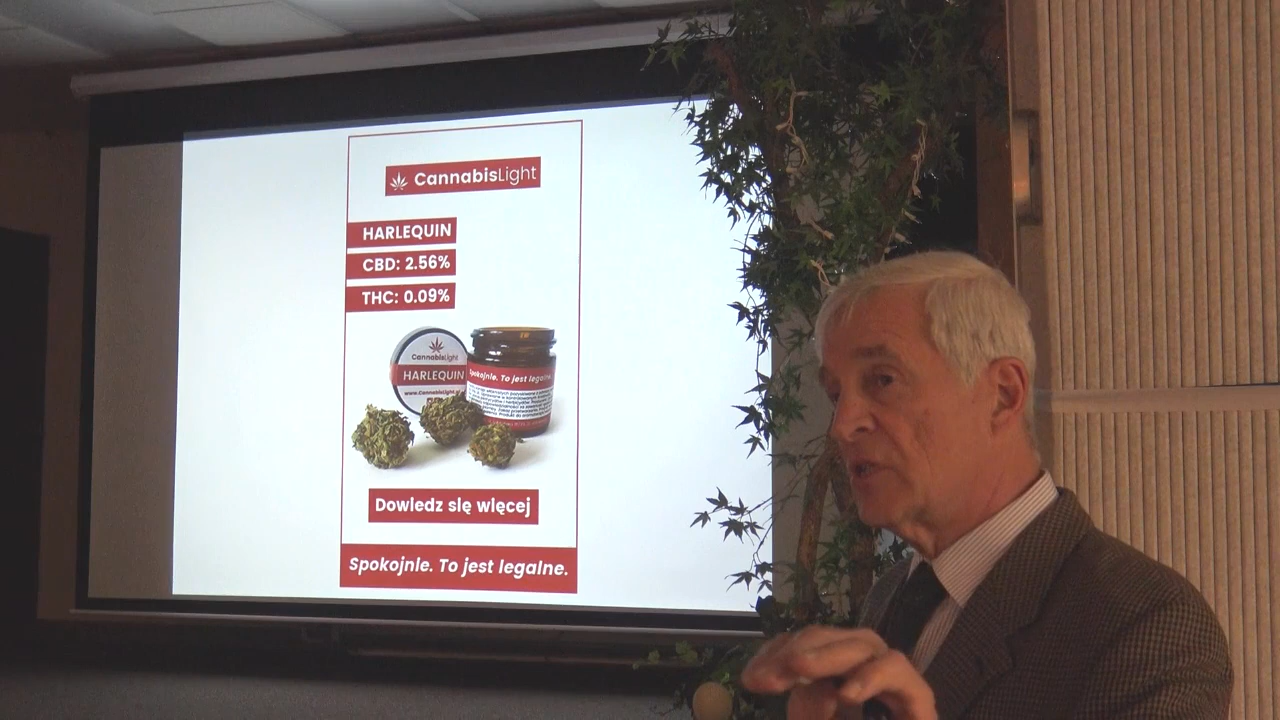 CannabisLight
HARLEQUIN
CBD: 2.56%
THC: 0.09%
CannabisLight
HARLEQUIN
Spokojnie. To jest legalne.
Dowiedz się więcej
Spokojnie. To jest legalne.